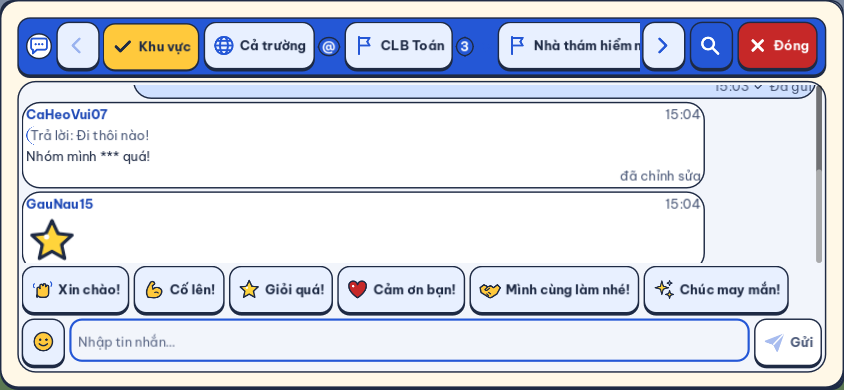 Khu vực
Cả trường
@
CLB Toán
3
Nhà thám hiểm
Đóng
15:03 Đã gửi
CaHeoVui07
15:04
Trả lời: Đi thôi nào!
Nhóm mình *** quá!
đã chỉnh sửa
GauNau15
15:04
Xin chào!
Cố lên!
Giỏi quá!
Cảm ơn bạn!
Mình cùng làm nhé!
Chúc may mắn!
Nhập tin nhắn...
Gửi